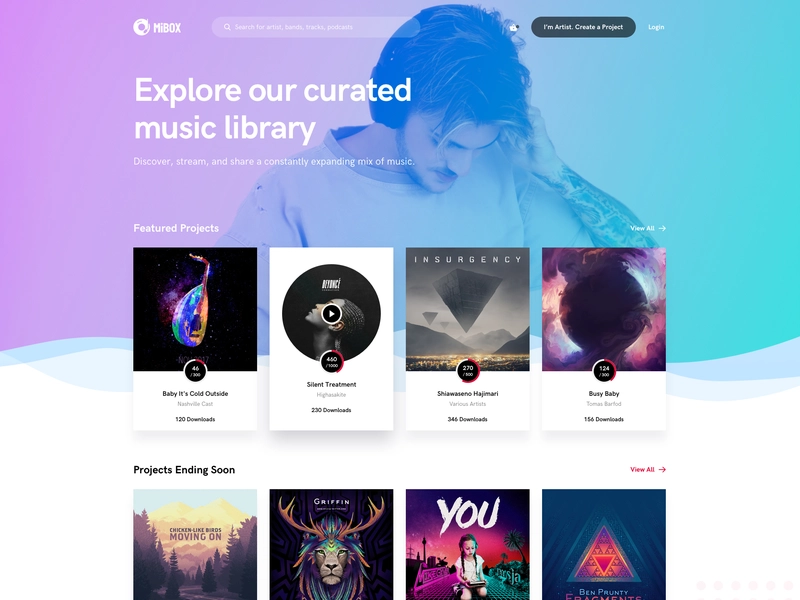 MiBOX
Search for artist, bands, tracks, podcasts
I'm Artist. Create a Project
Login
Explore our curated
music library
Discover, stream, and share a constantly expanding mix of music.
Featured Projects
View All
BEYONCÉ
INSURGENCY
46
/ 300
460
/ 1000
270
/ 500
124
/ 300
Baby It's Cold Outside
Nashville Cast
120 Downloads
Silent Treatment
Highasakite
230 Downloads
Shiawaseno Hajimari
Various Artists
346 Downloads
Busy Baby
Tomas Barfod
156 Downloads
Projects Ending Soon
View All
CHICKEN-LIKE BIRDS
MOVING ON
GRIFFIN
YOU
BEN PRUNTY
FRAGMENTS